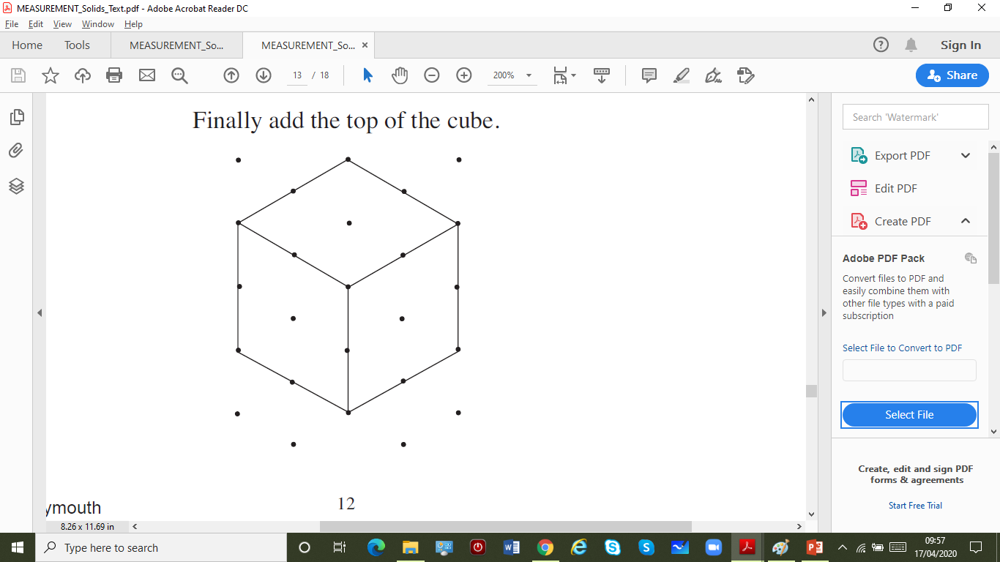 MEASUREMENT_Solids_Text.pdf - Adobe Acrobat Reader DC
File Edit View Window Help
Home Tools MEASUREMENT_So... MEASUREMENT_So... × Sign In
13 / 18 200% Share
Finally add the top of the cube.
Search 'Watermark'
Export PDF
Edit PDF
Create PDF
Adobe PDF Pack
Convert files to PDF and
easily combine them with
other file types with a paid
subscription
Select File to Convert to PDF
Select File
Create, edit and sign PDF
forms & agreements
Start Free Trial
ymouth
12
8.26 x 11.69 in
Type here to search
09:57
17/04/2020